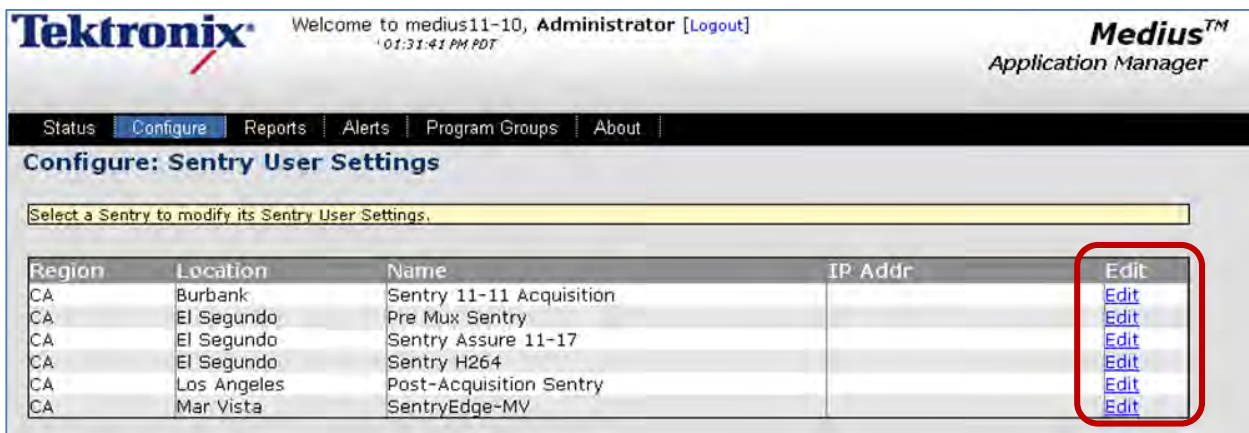 Tektronix
Welcome to medius11-10, Administrator [Logout]
01:31:41 PM PDT
Medius™
Application Manager
Status Configure Reports Alerts Program Groups About
Configure: Sentry User Settings
Select a Sentry to modify its Sentry User Settings.
Region Location Name IP Addr Edit
CA Burbank Sentry 11-11 Acquisition Edit
CA El Segundo Pre Mux Sentry Edit
CA El Segundo Sentry Assure 11-17 Edit
CA El Segundo Sentry H264 Edit
CA Los Angeles Post-Acquisition Sentry Edit
CA Mar Vista SentryEdge-MV Edit